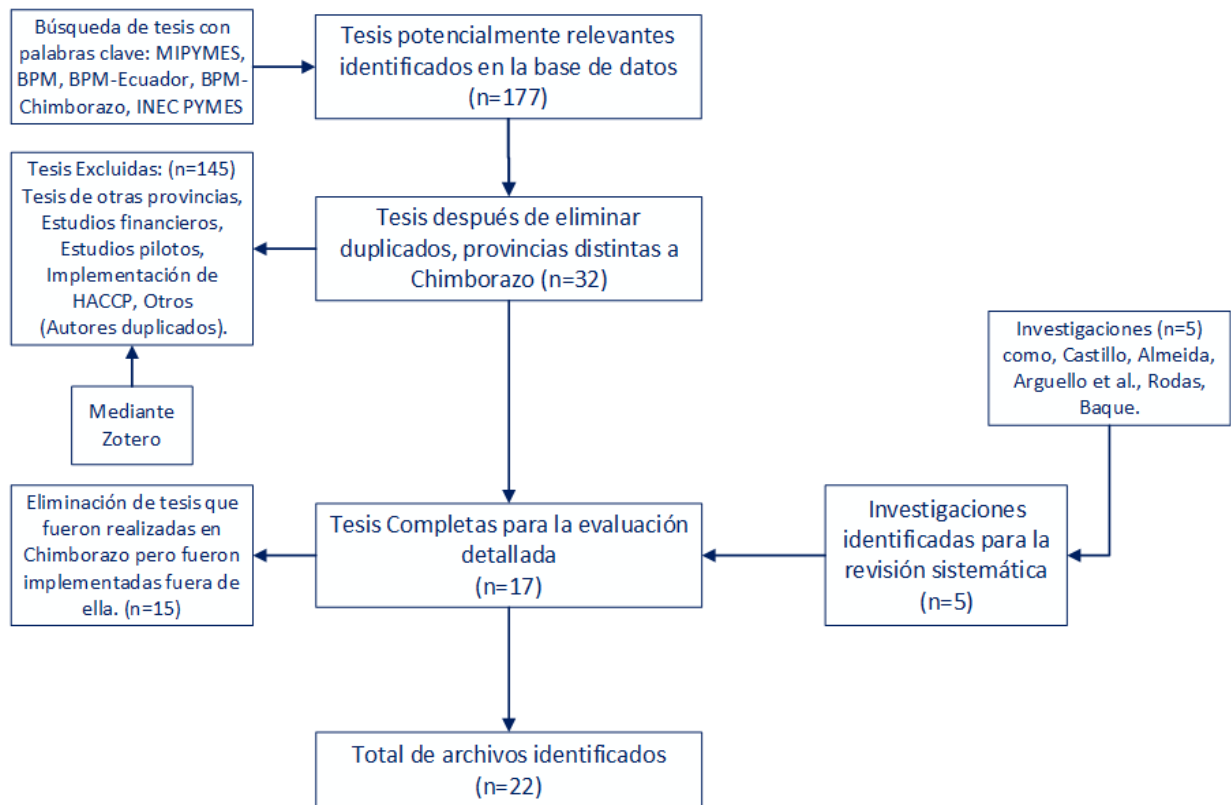 Búsqueda de tesis con
palabras clave: MIPYMES,
BPM, BPM-Ecuador, BPM-
Chimborazo, INEC PYMES
Tesis potencialmente relevantes
identificados en la base de datos
(n=177)
Tesis Excluidas: (n=145)
Tesis de otras provincias,
Estudios financieros,
Estudios pilotos,
Implementación de
HACCP, Otros
(Autores duplicados).
Tesis después de eliminar
duplicados, provincias distintas a
Chimborazo (n=32)
Mediante
Zotero
Investigaciones (n=5)
como, Castillo, Almeida,
Arguello et al., Rodas,
Baque.
Eliminación de tesis que
fueron realizadas en
Chimborazo pero fueron
implementadas fuera de
ella. (n=15)
Tesis Completas para la evaluación
detallada
(n=17)
Investigaciones
identificadas para la
revisión sistemática
(n=5)
Total de archivos identificados
(n=22)